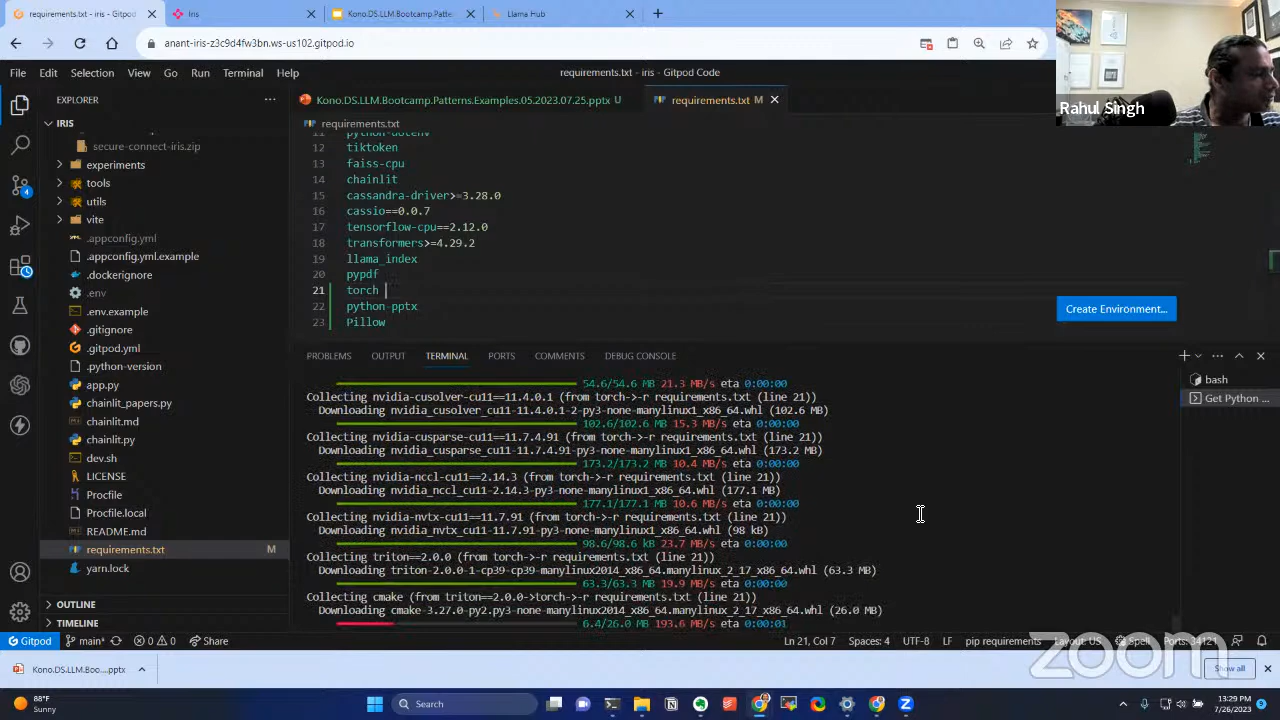 requirements.txt - iris - Gitpod
Iris
Kono.DS.LLM.Bootcamp.Patte
Llama Hub
anant-iris-z3c9d4fw3bn.ws-us102.gitpod.io
Rahul Singh
File Edit Selection View Go Run Terminal Help
requirements.txt - iris - Gitpod Code
EXPLORER
Kono.DS.LLM.Bootcamp.Patterns.Examples.05.2023.07.25.pptx U
requirements.txt M
IRIS
requirements.txt
secure-connect-iris.zip
experiments
tools
utils
vite
.appconfig.yml
.appconfig.yml.example
.dockerignore
.env
.env.example
.gitignore
.gitpod.yml
.python-version
app.py
chainlit_papers.py
chainlit.md
chainlit.py
dev.sh
LICENSE
Procfile
Procfile.local
README.md
requirements.txt M
yarn.lock
OUTLINE
TIMELINE
11 python-dotenv
12 tiktoken
13 faiss-cpu
14 chainlit
15 cassandra-driver>=3.28.0
16 cassio==0.0.7
17 tensorflow-cpu==2.12.0
18 transformers>=4.29.2
19 llama_index
20 pypdf
21 torch
22 python-pptx
23 Pillow
Create Environment...
PROBLEMS OUTPUT TERMINAL PORTS COMMENTS DEBUG CONSOLE
bash
Get Python ...
54.6/54.6 MB 21.3 MB/s eta 0:00:00
Collecting nvidia-cusolver-cu11==11.4.0.1 (from torch->-r requirements.txt (line 21))
Downloading nvidia_cusolver_cu11-11.4.0.1-2-py3-none-manylinux1_x86_64.whl (102.6 MB)
102.6/102.6 MB 15.3 MB/s eta 0:00:00
Collecting nvidia-cusparse-cu11==11.7.4.91 (from torch->-r requirements.txt (line 21))
Downloading nvidia_cusparse_cu11-11.7.4.91-py3-none-manylinux1_x86_64.whl (173.2 MB)
173.2/173.2 MB 10.4 MB/s eta 0:00:00
Collecting nvidia-nccl-cu11==2.14.3 (from torch->-r requirements.txt (line 21))
Downloading nvidia_nccl_cu11-2.14.3-py3-none-manylinux1_x86_64.whl (177.1 MB)
177.1/177.1 MB 10.6 MB/s eta 0:00:00
Collecting nvidia-nvtx-cu11==11.7.91 (from torch->-r requirements.txt (line 21))
Downloading nvidia_nvtx_cu11-11.7.91-py3-none-manylinux1_x86_64.whl (98 kB)
98.6/98.6 kB 23.7 MB/s eta 0:00:00
Collecting triton==2.0.0 (from torch->-r requirements.txt (line 21))
Downloading triton-2.0.0-1-cp39-cp39-manylinux2014_x86_64.manylinux_2_17_x86_64.whl (63.3 MB)
63.3/63.3 MB 19.9 MB/s eta 0:00:00
Collecting cmake (from triton==2.0.0->torch->-r requirements.txt (line 21))
Downloading cmake-3.27.0-py2.py3-none-manylinux2014_x86_64.manylinux_2_17_x86_64.whl (26.0 MB)
6.4/26.0 MB 193.6 MB/s eta 0:00:01
Gitpod main* 0 0 Share
Ln 21, Col 7 Spaces: 4 UTF-8 LF pip requirements Layout: US Spell Ports: 34121
zoom
Kono.DS.LLM.Boo....pptx
Show all
88°F
Sunny
Search
13:29
7/26/2023